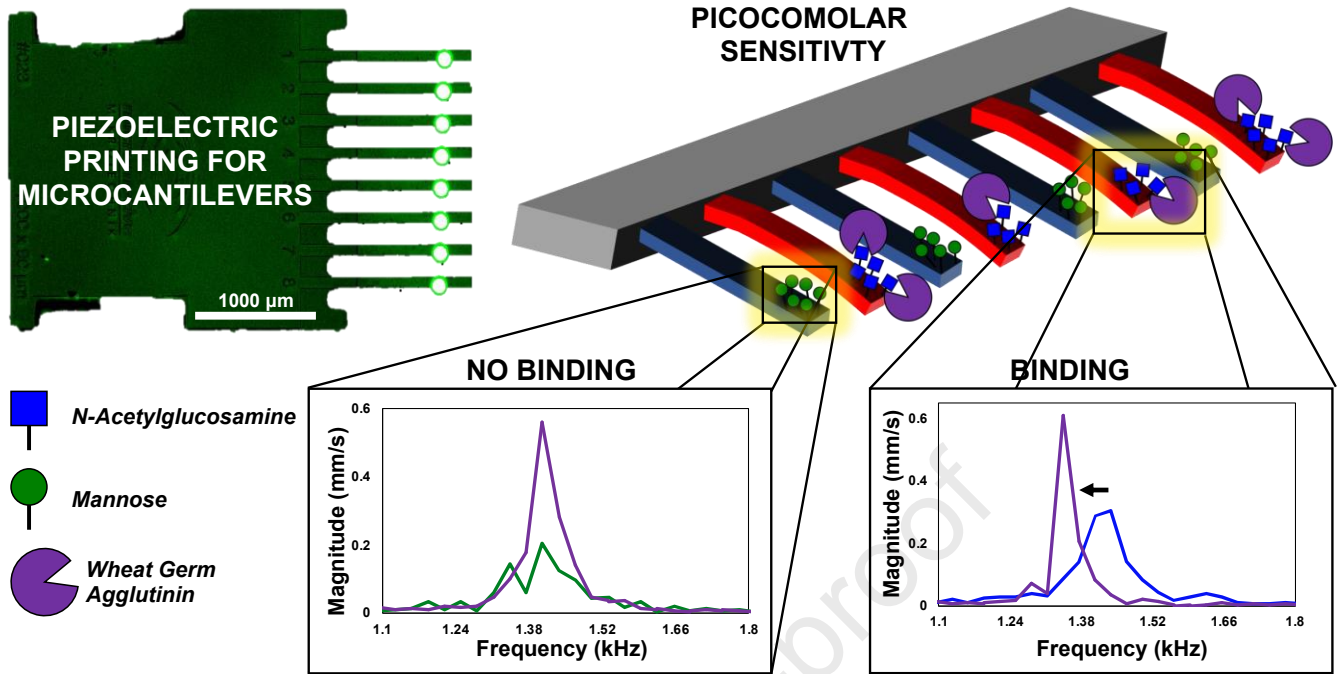 PICOCOMOLAR
SENSITIVTY
#028
1
2
3
4
5
6
7
8
PIEZOELECTRIC
PRINTING FOR
MICROCANTILEVERS
1000 µm
N-Acetylglucosamine
Mannose
Wheat Germ
Agglutinin
NO BINDING
Magnitude (mm/s)
0.6
0.4
0.2
0
1.1 1.24 1.38 1.52 1.66 1.8
Frequency (kHz)
BINDING
Magnitude (mm/s)
0.6
0.4
0.2
0
1.1 1.24 1.38 1.52 1.66 1.8
Frequency (kHz)
proof